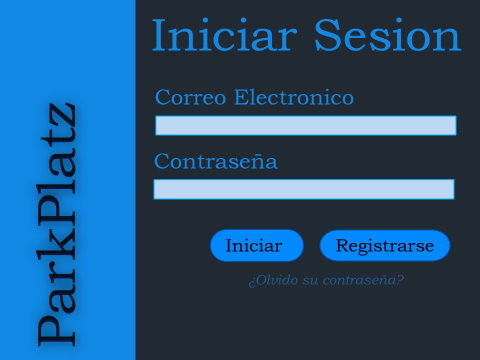 Iniciar Sesion
Correo Electronico
Contraseña
Iniciar
Registrarse
¿Olvido su contraseña?
ParkPlatz